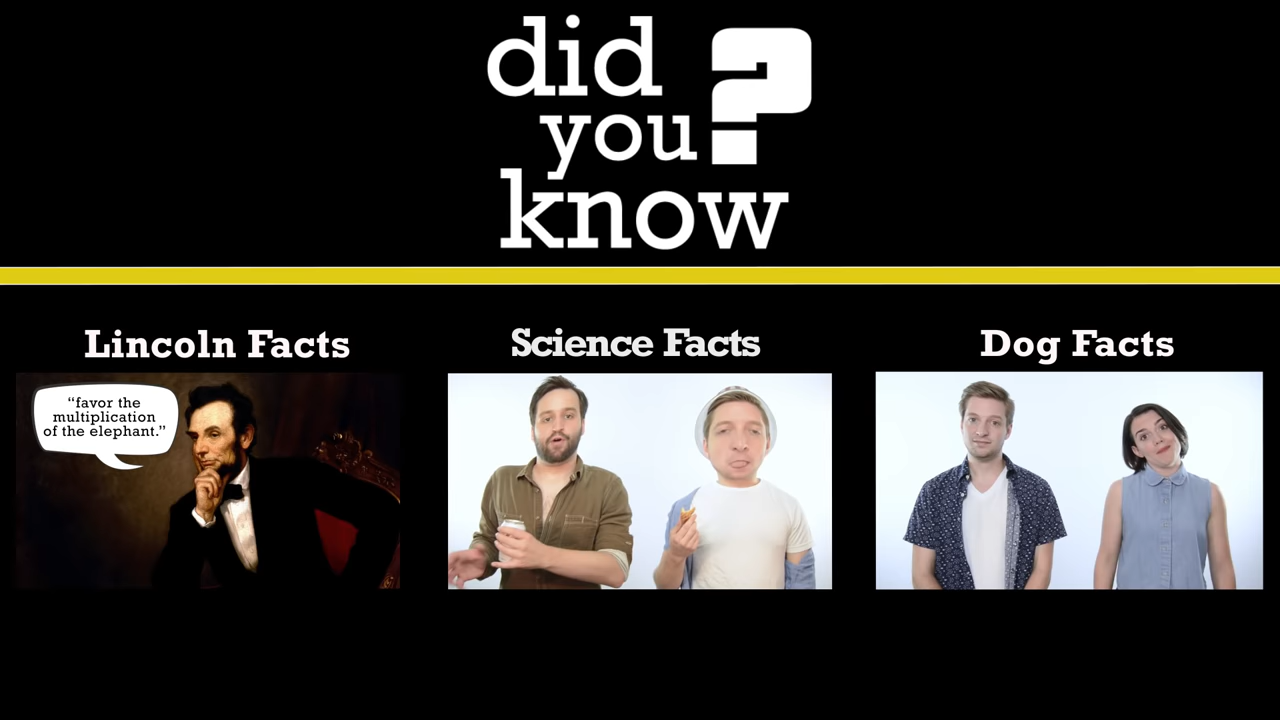 did
you
know
?
Lincoln Facts
Science Facts
Dog Facts
“favor the
multiplication
of the elephant.”